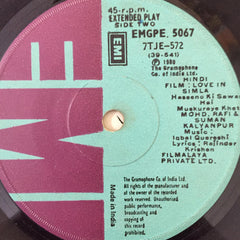 45-r.p.m.
EXTENDED PLAY
SIDE TWO
EMGPE. 5067
EMI
7TJE-572
(39-641)
℗ 1980
The Gramophone
Co. of India Ltd.
HINDI
FILM : LOVE IN
SIMLA
Haseeno Ki Sawari
Hai
Muskuraye Khet
MOHD. RAFI &
SUMAN
KALYANPUR
Music :
Iqbal Quereshi
Lyrics : Rajinder
Krishen
FILMALAYA
PRIVATE LTD.
The Gramophone Co. of India Ltd.
All rights of the manufacturer and
of the owner of the recorded
work reserved. Unauthorised
public performance,
broadcasting and
copying of
this record
prohibited.
Made in India
EMI